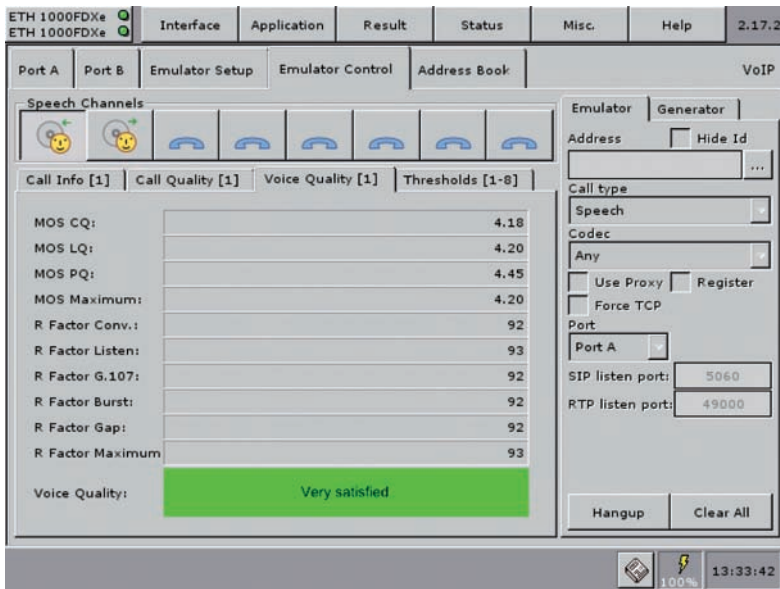 ETH 1000FDXe
ETH 1000FDXe
Interface
Application
Result
Status
Misc.
Help
2.17.2
Port A
Port B
Emulator Setup
Emulator Control
Address Book
VoIP
Speech Channels
Call Info [1]
Call Quality [1]
Voice Quality [1]
Thresholds [1-8]
MOS CQ: 4.18
MOS LQ: 4.20
MOS PQ: 4.45
MOS Maximum: 4.20
R Factor Conv.: 92
R Factor Listen: 93
R Factor G.107: 92
R Factor Burst: 92
R Factor Gap: 92
R Factor Maximum 93
Voice Quality: Very satisfied
Emulator
Generator
Address
Hide Id
...
Call type
Speech
Codec
Any
Use Proxy
Register
Force TCP
Port
Port A
SIP listen port: 5060
RTP listen port: 49000
Hangup
Clear All
100%
13:33:42